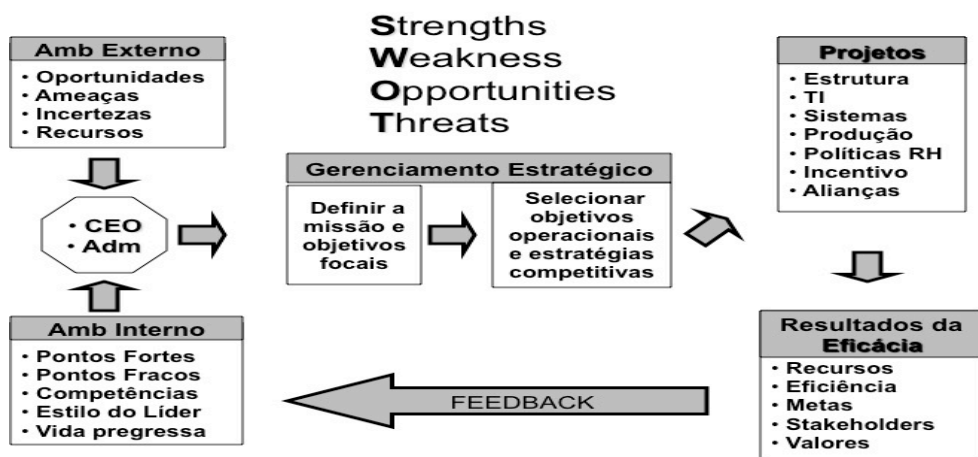 Strengths
Weakness
Opportunities
Threats
Amb Externo
• Oportunidades
• Ameaças
• Incertezas
• Recursos
• CEO
• Adm
Amb Interno
• Pontos Fortes
• Pontos Fracos
• Competências
• Estilo do Líder
• Vida pregressa
Gerenciamento Estratégico
Definir a
missão e
objetivos
focais
Selecionar
objetivos
operacionais
e estratégias
competitivas
Projetos
• Estrutura
• TI
• Sistemas
• Produção
• Políticas RH
• Incentivo
• Alianças
Resultados da
Eficácia
• Recursos
• Eficiência
• Metas
• Stakeholders
• Valores
FEEDBACK